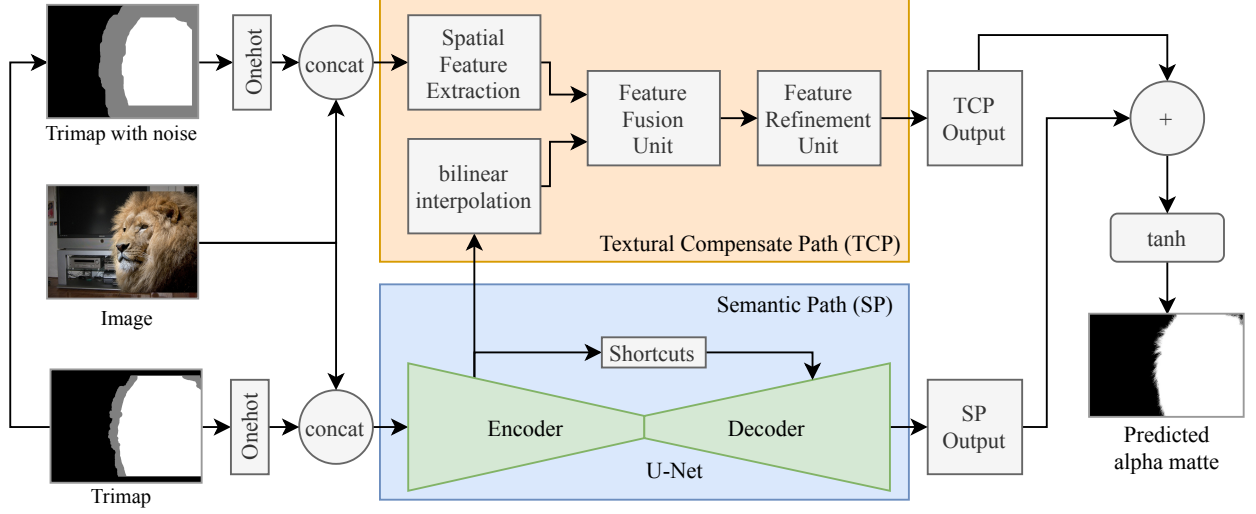 Trimap with noise
Onehot
concat
Spatial
Feature
Extraction
bilinear
interpolation
Feature
Fusion
Unit
Feature
Refinement
Unit
Textural Compensate Path (TCP)
TCP
Output
+
tanh
Predicted
alpha matte
Image
Trimap
Onehot
concat
Semantic Path (SP)
Shortcuts
Encoder
Decoder
U-Net
SP
Output